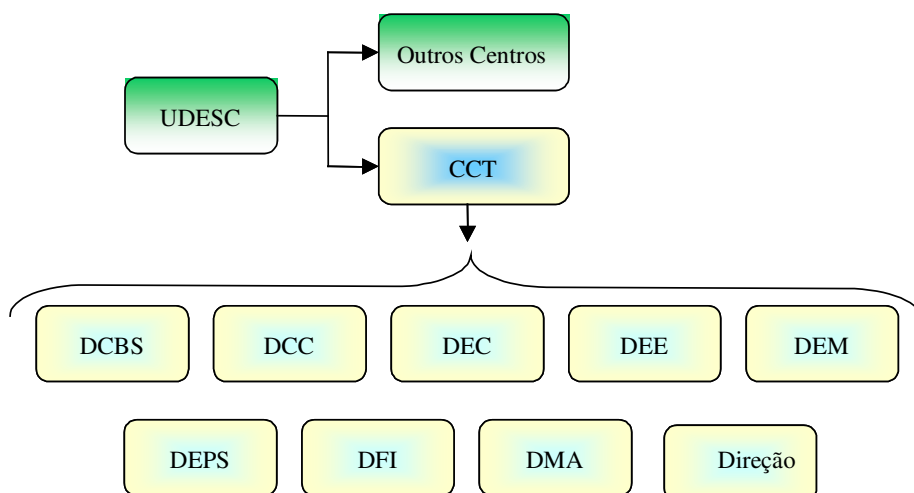 Outros Centros
UDESC
CCT
DCBS
DCC
DEC
DEE
DEM
DEPS
DFI
DMA
Direção